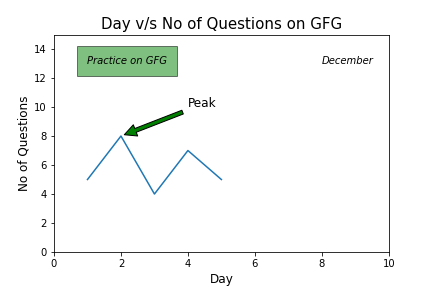 Day v/s No of Questions on GFG
14
Practice on GFG
December
12
10
Peak
8
6
4
2
0
No of Questions
0 2 4 6 8 10
Day